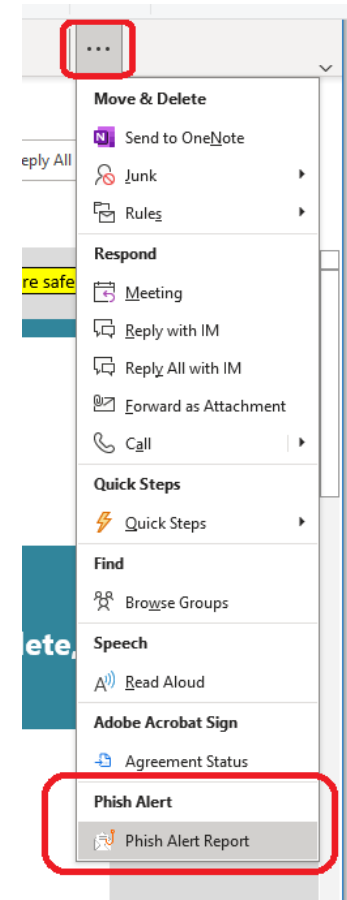 ...
Move & Delete
Send to OneNote
eply All
Junk
Rules
Respond
re safe
Meeting
Reply with IM
Reply All with IM
Forward as Attachment
Call
Quick Steps
Quick Steps
Find
Browse Groups
lete,
Speech
Read Aloud
Adobe Acrobat Sign
Agreement Status
Phish Alert
Phish Alert Report